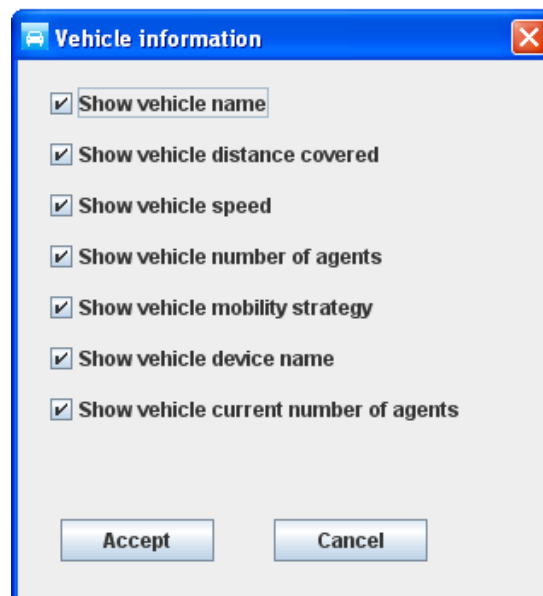 Vehicle information
Show vehicle name
Show vehicle distance covered
Show vehicle speed
Show vehicle number of agents
Show vehicle mobility strategy
Show vehicle device name
Show vehicle current number of agents
Accept Cancel